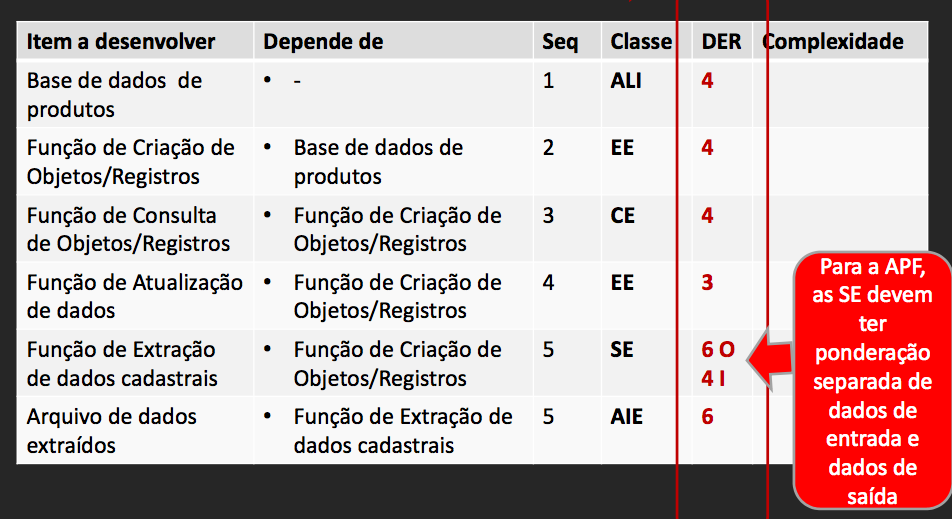 Item a desenvolver Depende de Seq Classe DER Complexidade
Base de dados de produtos • - 1 ALI 4
Função de Criação de Objetos/Registros • Base de dados de produtos 2 EE 4
Função de Consulta de Objetos/Registros • Função de Criação de Objetos/Registros 3 CE 4
Função de Atualização de dados • Função de Criação de Objetos/Registros 4 EE 3
Função de Extração de dados cadastrais • Função de Criação de Objetos/Registros 5 SE 6 O 4 I
Arquivo de dados extraídos • Função de Extração de dados cadastrais 5 AIE 6
Para a APF,
as SE devem
ter
ponderação
separada de
dados de
entrada e
dados de
saída